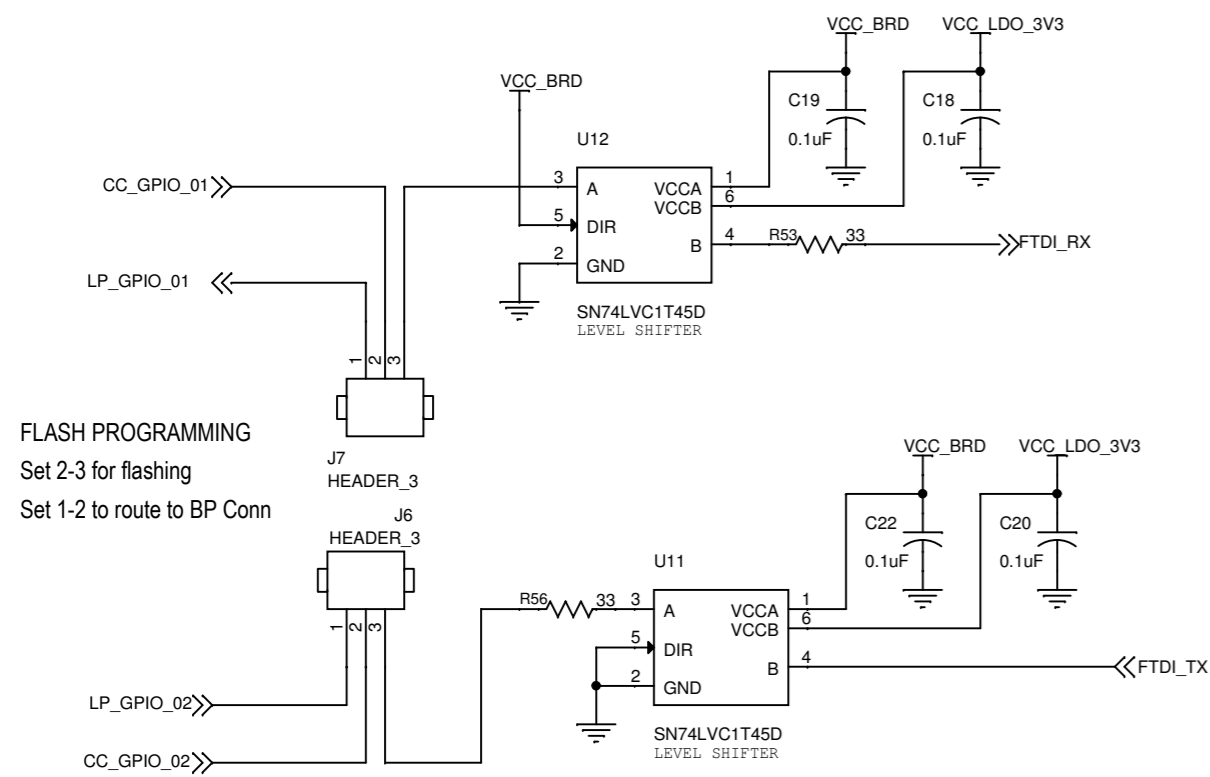 VCC_BRD
VCC_LDO_3V3
VCC_BRD
C19
C18
0.1uF
0.1uF
U12
CC_GPIO_01
3
A
VCCA
1
VCCB
6
5
DIR
B
4
R53
33
FTDI_RX
2
GND
LP_GPIO_01
SN74LVC1T45D
LEVEL SHIFTER
1
2
3
FLASH PROGRAMMING
Set 2-3 for flashing
Set 1-2 to route to BP Conn
J7
HEADER_3
J6
HEADER_3
VCC_BRD
VCC_LDO_3V3
C22
C20
0.1uF
0.1uF
U11
R56
33
3
A
VCCA
1
VCCB
6
5
DIR
B
4
FTDI_TX
2
GND
1
2
3
LP_GPIO_02
CC_GPIO_02
SN74LVC1T45D
LEVEL SHIFTER